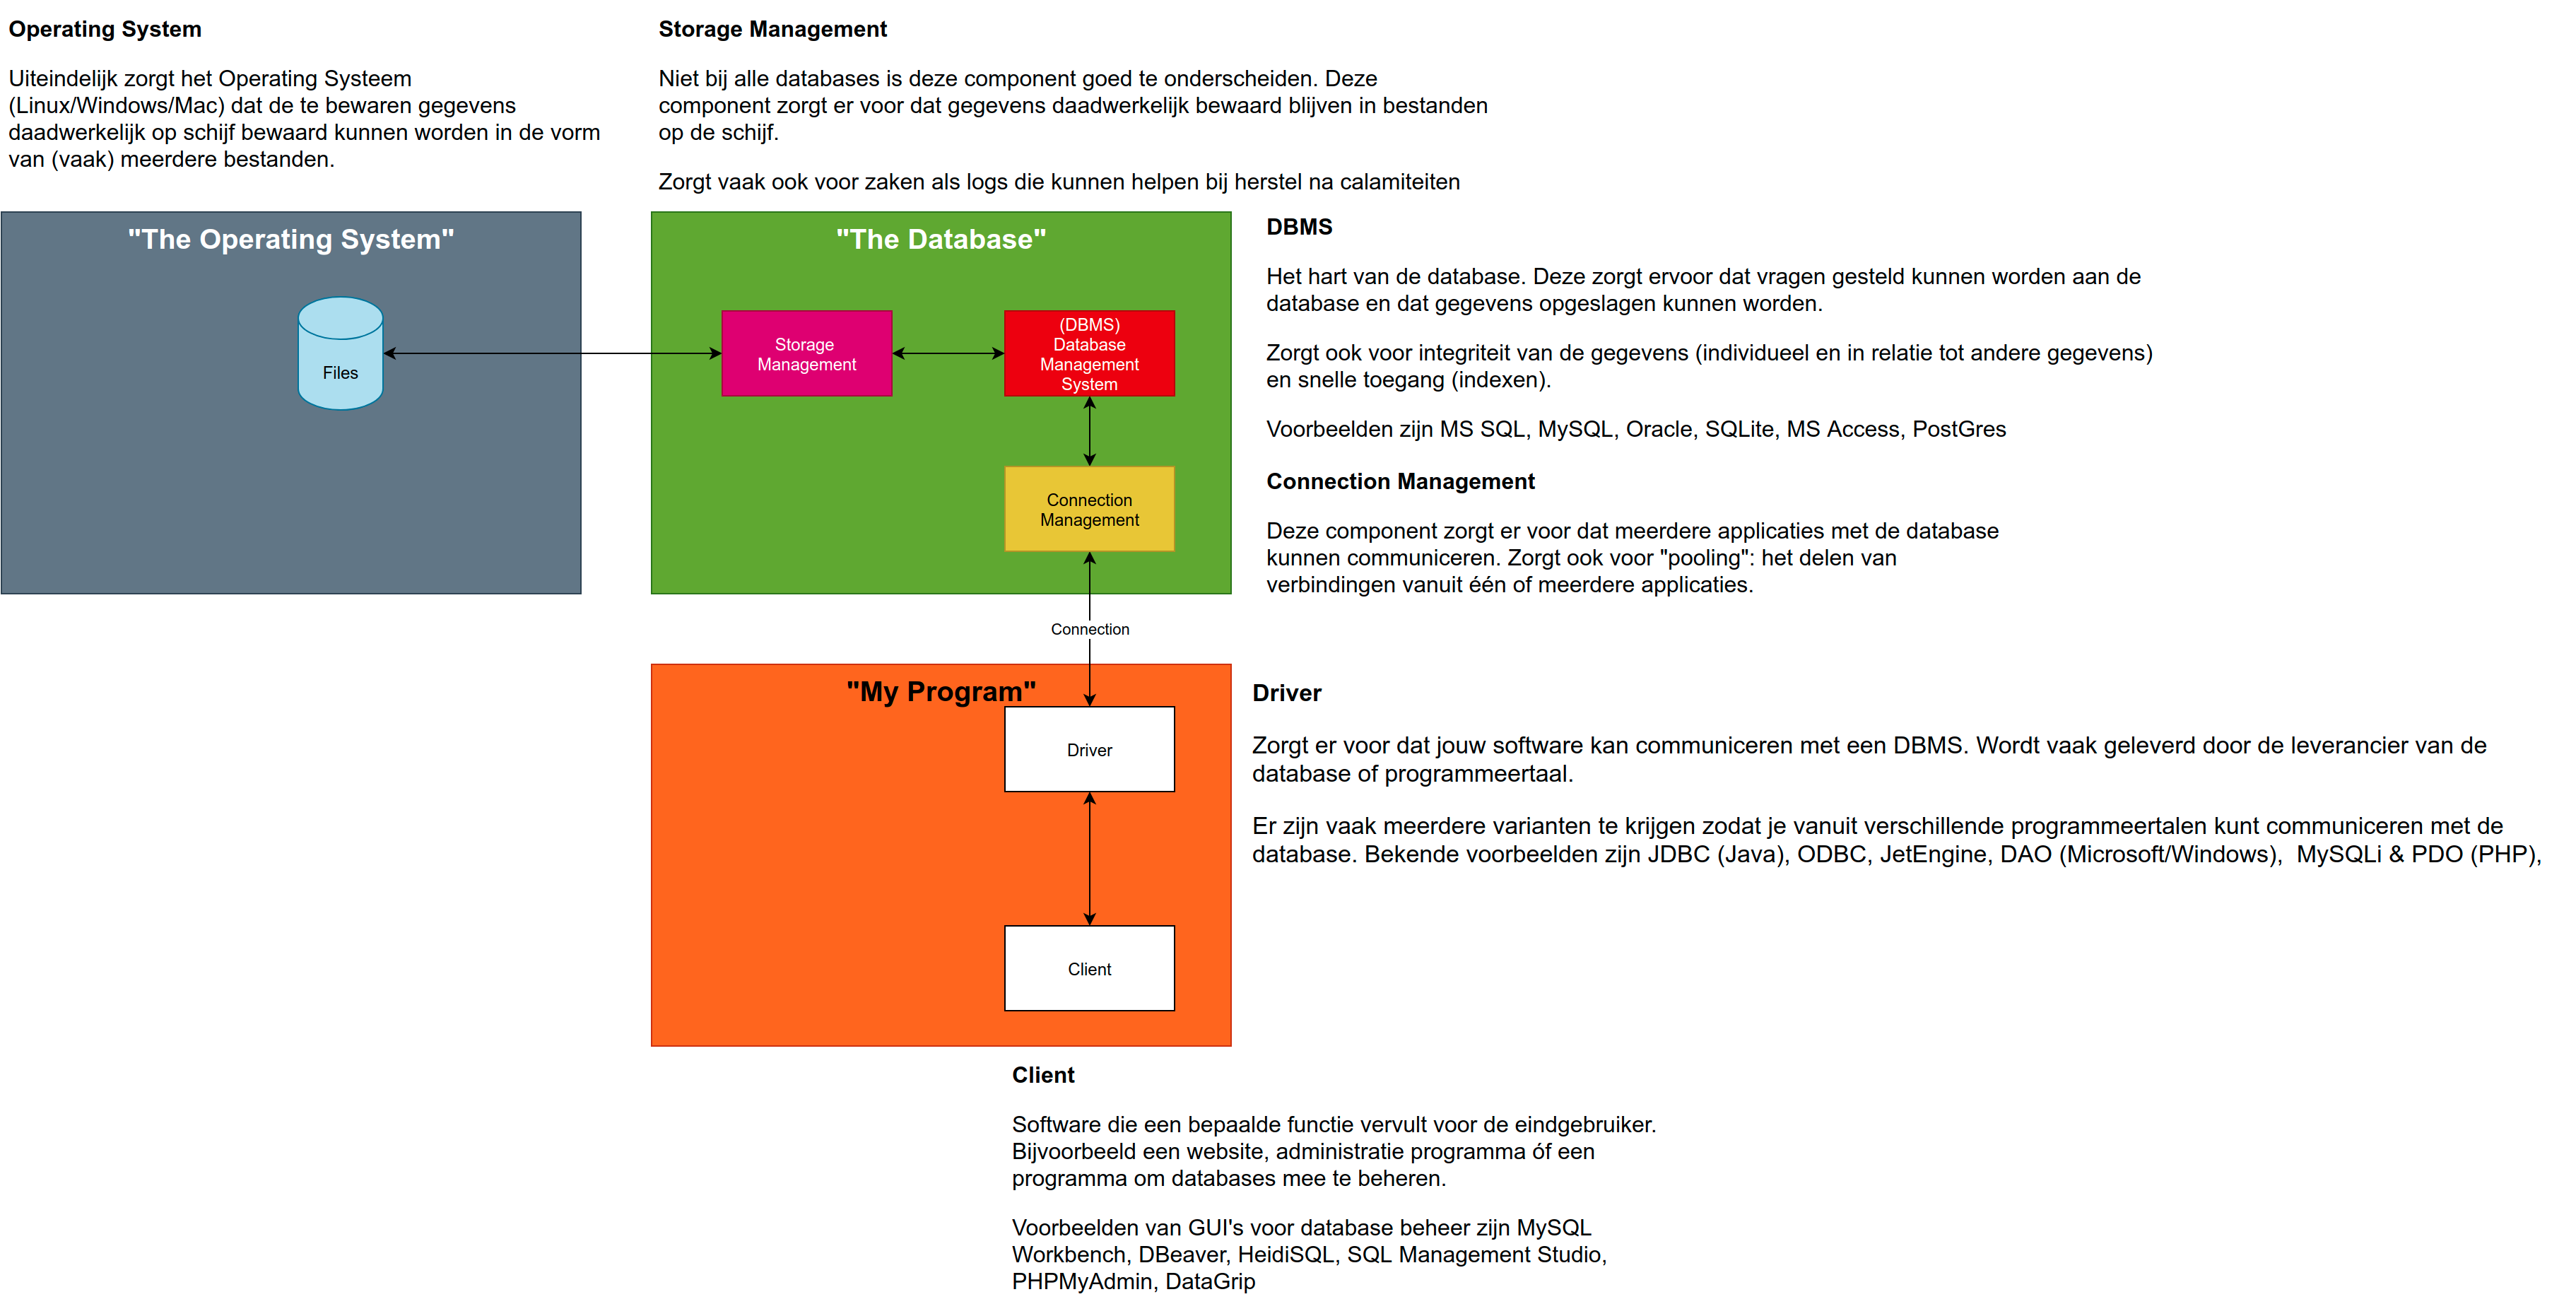 Operating System
Uiteindelijk zorgt het Operating Systeem
(Linux/Windows/Mac) dat de te bewaren gegevens
daadwerkelijk op schijf bewaard kunnen worden in de vorm
van (vaak) meerdere bestanden.
Storage Management
Niet bij alle databases is deze component goed te onderscheiden. Deze
component zorgt er voor dat gegevens daadwerkelijk bewaard blijven in bestanden
op de schijf.
Zorgt vaak ook voor zaken als logs die kunnen helpen bij herstel na calamiteiten
"The Operating System"
Files
"The Database"
Storage
Management
(DBMS)
Database
Management
System
Connection
Management
DBMS
Het hart van de database. Deze zorgt ervoor dat vragen gesteld kunnen worden aan de
database en dat gegevens opgeslagen kunnen worden.
Zorgt ook voor integriteit van de gegevens (individueel en in relatie tot andere gegevens)
en snelle toegang (indexen).
Voorbeelden zijn MS SQL, MySQL, Oracle, SQLite, MS Access, PostGres
Connection Management
Deze component zorgt er voor dat meerdere applicaties met de database
kunnen communiceren. Zorgt ook voor "pooling": het delen van
verbindingen vanuit één of meerdere applicaties.
Connection
"My Program"
Driver
Client
Driver
Zorgt er voor dat jouw software kan communiceren met een DBMS. Wordt vaak geleverd door de leverancier van de
database of programmeertaal.
Er zijn vaak meerdere varianten te krijgen zodat je vanuit verschillende programmeertalen kunt communiceren met de
database. Bekende voorbeelden zijn JDBC (Java), ODBC, JetEngine, DAO (Microsoft/Windows),  MySQLi & PDO (PHP),
Client
Software die een bepaalde functie vervult voor de eindgebruiker.
Bijvoorbeeld een website, administratie programma óf een
programma om databases mee te beheren.
Voorbeelden van GUI's voor database beheer zijn MySQL
Workbench, DBeaver, HeidiSQL, SQL Management Studio,
PHPMyAdmin, DataGrip